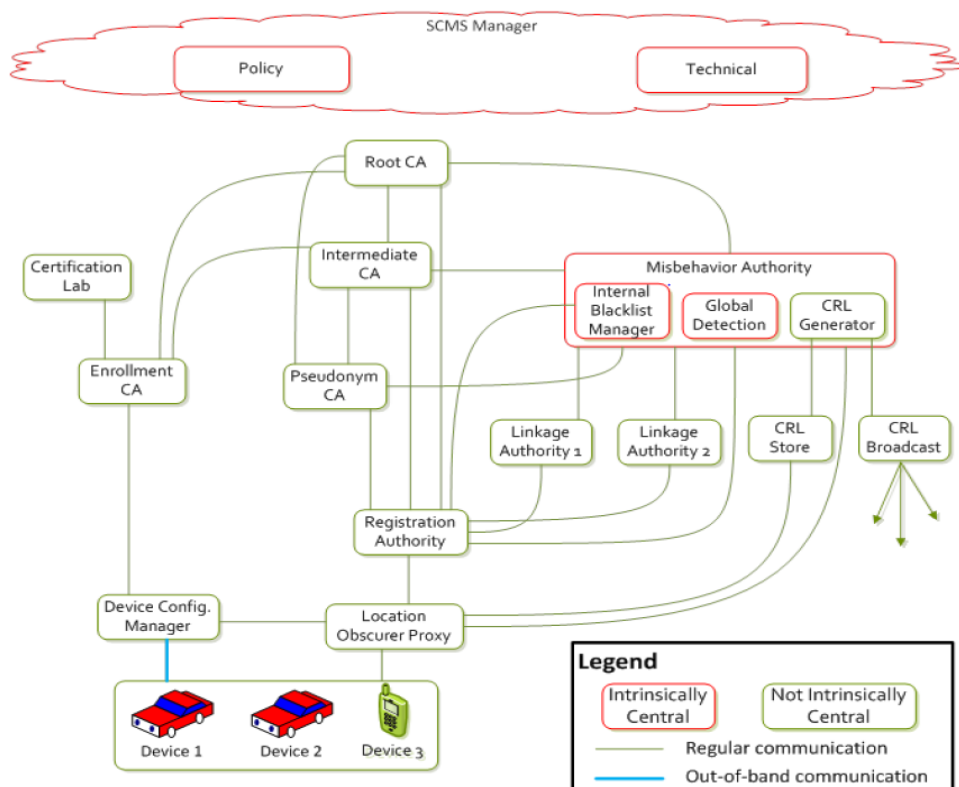 SCMS Manager
Policy
Technical
Root CA
Intermediate
CA
Certification
Lab
Misbehavior Authority
Internal
Blacklist
Manager
Global
Detection
CRL
Generator
Enrollment
CA
Pseudonym
CA
Linkage
Authority 1
Linkage
Authority 2
CRL
Store
CRL
Broadcast
Registration
Authority
Device Config.
Manager
Location
Obscurer Proxy
Device 1
Device 2
Device 3
Legend
Intrinsically
Central
Not Intrinsically
Central
Regular communication
Out-of-band communication